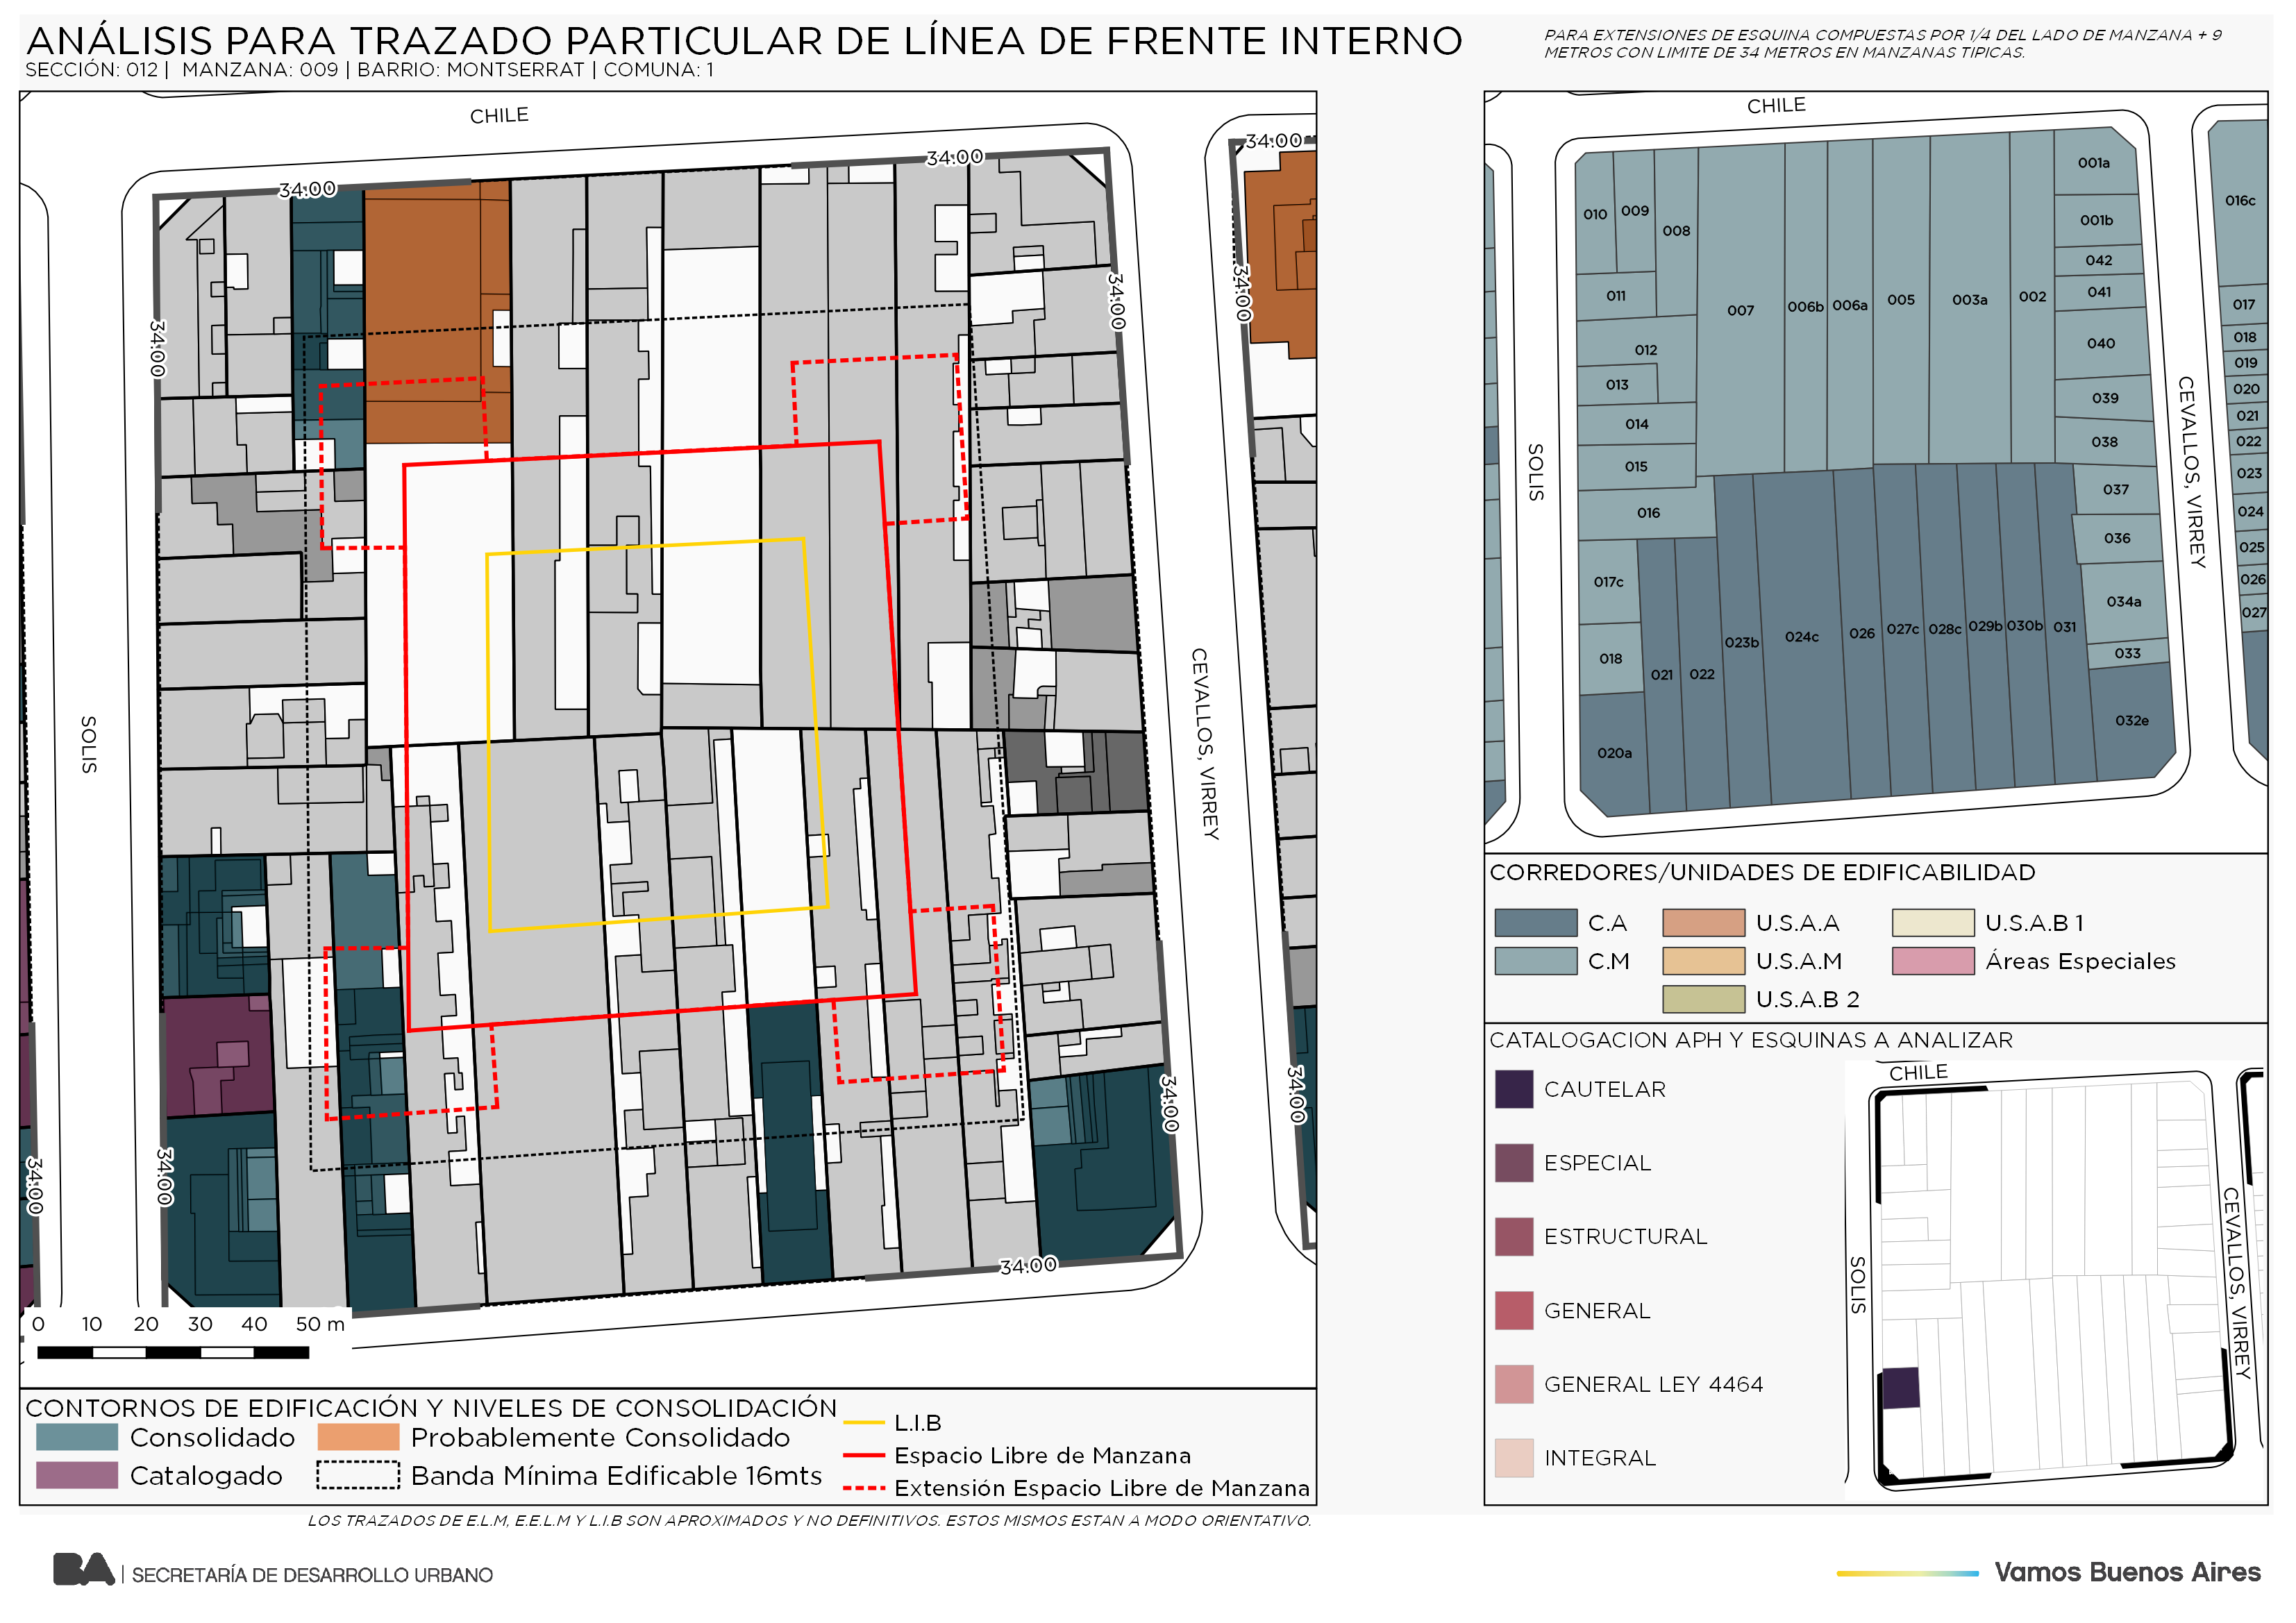 ANÁLISIS PARA TRAZADO PARTICULAR DE LÍNEA DE FRENTE INTERNO
SECCIÓN: 012 | MANZANA: 009 | BARRIO: MONTSERRAT | COMUNA: 1
PARA EXTENSIONES DE ESQUINA COMPUESTAS POR 1/4 DEL LADO DE MANZANA + 9
METROS CON LIMITE DE 34 METROS EN MANZANAS TIPICAS.
CHILE
34.00
34.00
34.00
34.00
34.00
34.00
SOLIS
CEVALLOS, VIRREY
34.00
34.00
34.00
34.00
34.00
0 10 20 30 40 50 m
CONTORNOS DE EDIFICACIÓN Y NIVELES DE CONSOLIDACIÓN
Consolidado
Probablemente Consolidado
Catalogado
Banda Mínima Edificable 16mts
L.I.B
Espacio Libre de Manzana
Extensión Espacio Libre de Manzana
CHILE
SOLIS
CEVALLOS, VIRREY
001a
001b
042
041
040
039
038
037
036
034a
033
032e
010
009
008
011
007
006b
006a
005
003a
002
012
013
014
015
016
017c
018
020a
021
022
023b
024c
026
027c
028c
029b
030b
031
016c
017
018
019
020
021
022
023
024
025
026
027
CORREDORES/UNIDADES DE EDIFICABILIDAD
C.A
U.S.A.A
U.S.A.B 1
C.M
U.S.A.M
Áreas Especiales
U.S.A.B 2
CATALOGACION APH Y ESQUINAS A ANALIZAR
CAUTELAR
ESPECIAL
ESTRUCTURAL
GENERAL
GENERAL LEY 4464
INTEGRAL
CHILE
SOLIS
CEVALLOS, VIRREY
LOS TRAZADOS DE E.L.M, E.E.L.M Y L.I.B SON APROXIMADOS Y NO DEFINITIVOS. ESTOS MISMOS ESTAN A MODO ORIENTATIVO.
BA | SECRETARÍA DE DESARROLLO URBANO
Vamos Buenos Aires